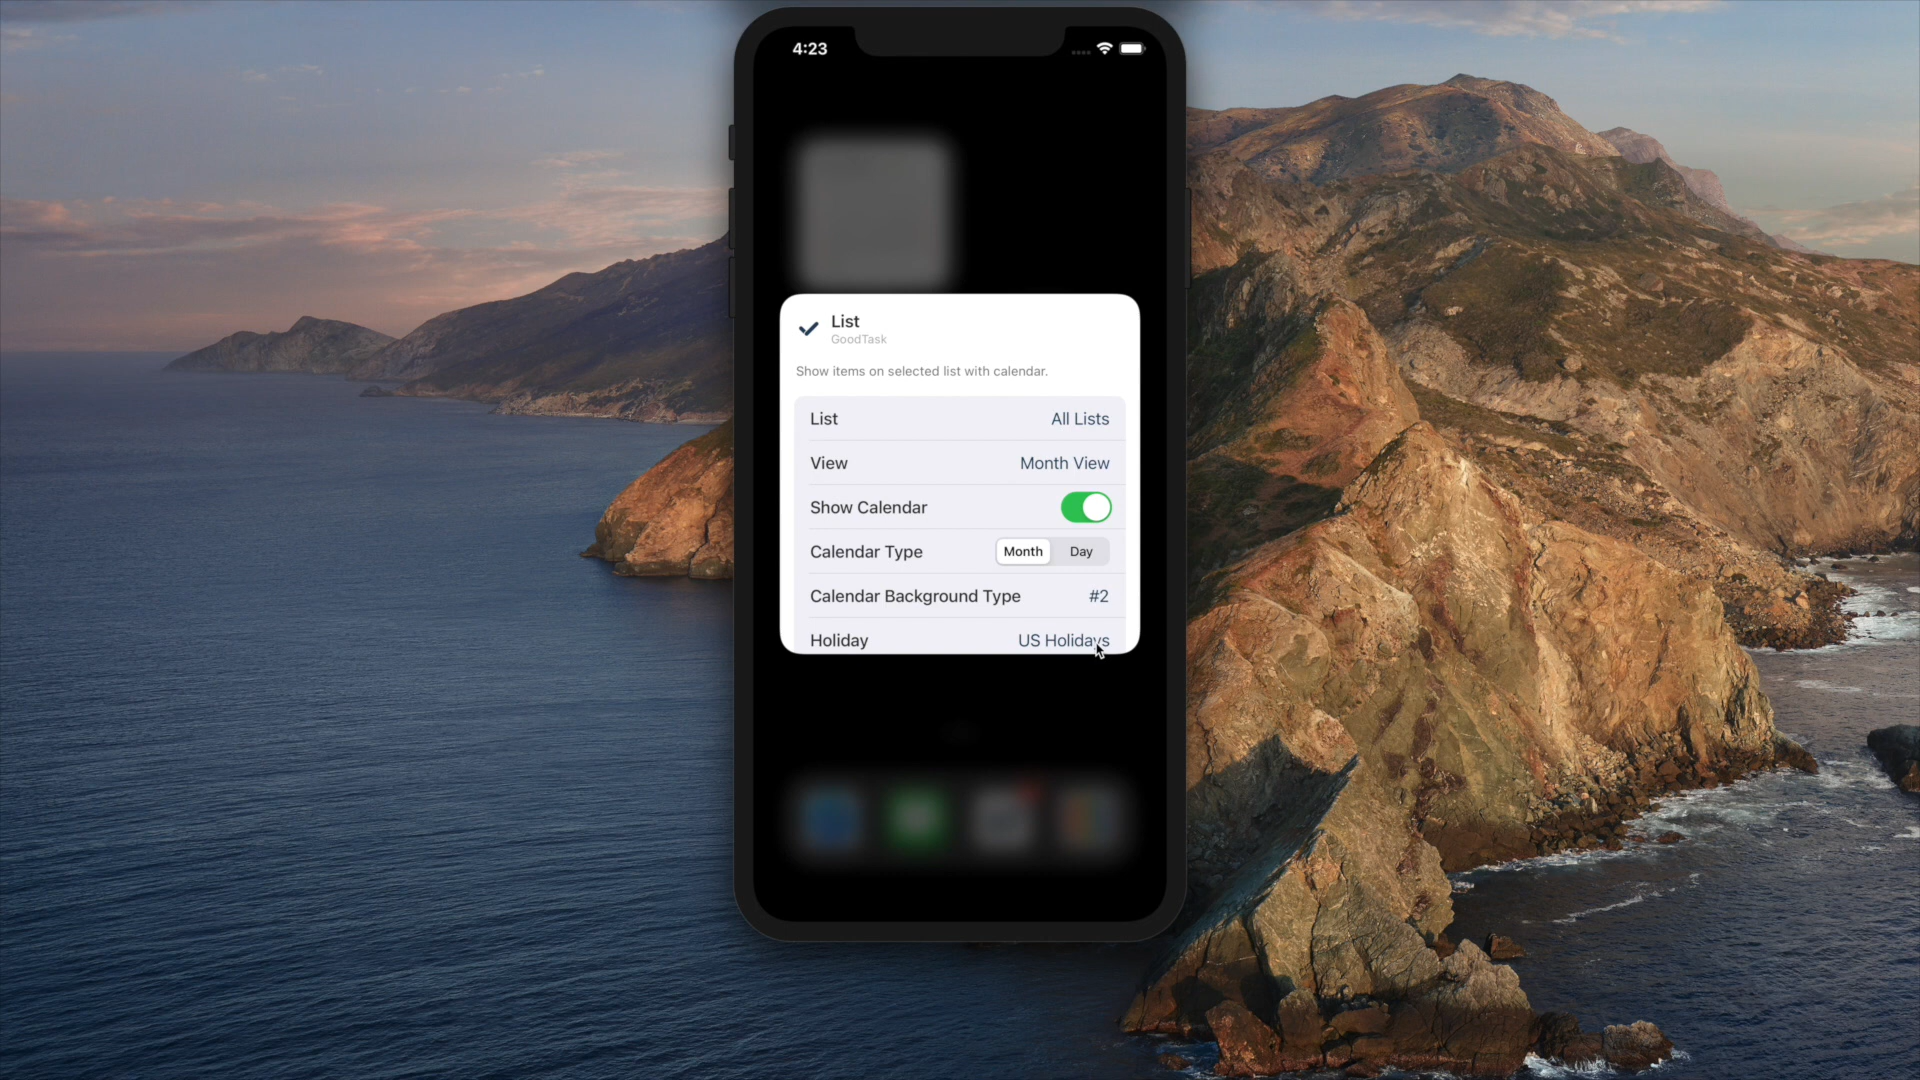 4:23
List
GoodTask
Show items on selected list with calendar.
List All Lists
View Month View
Show Calendar
Calendar Type Month Day
Calendar Background Type #2
Holiday US Holidays